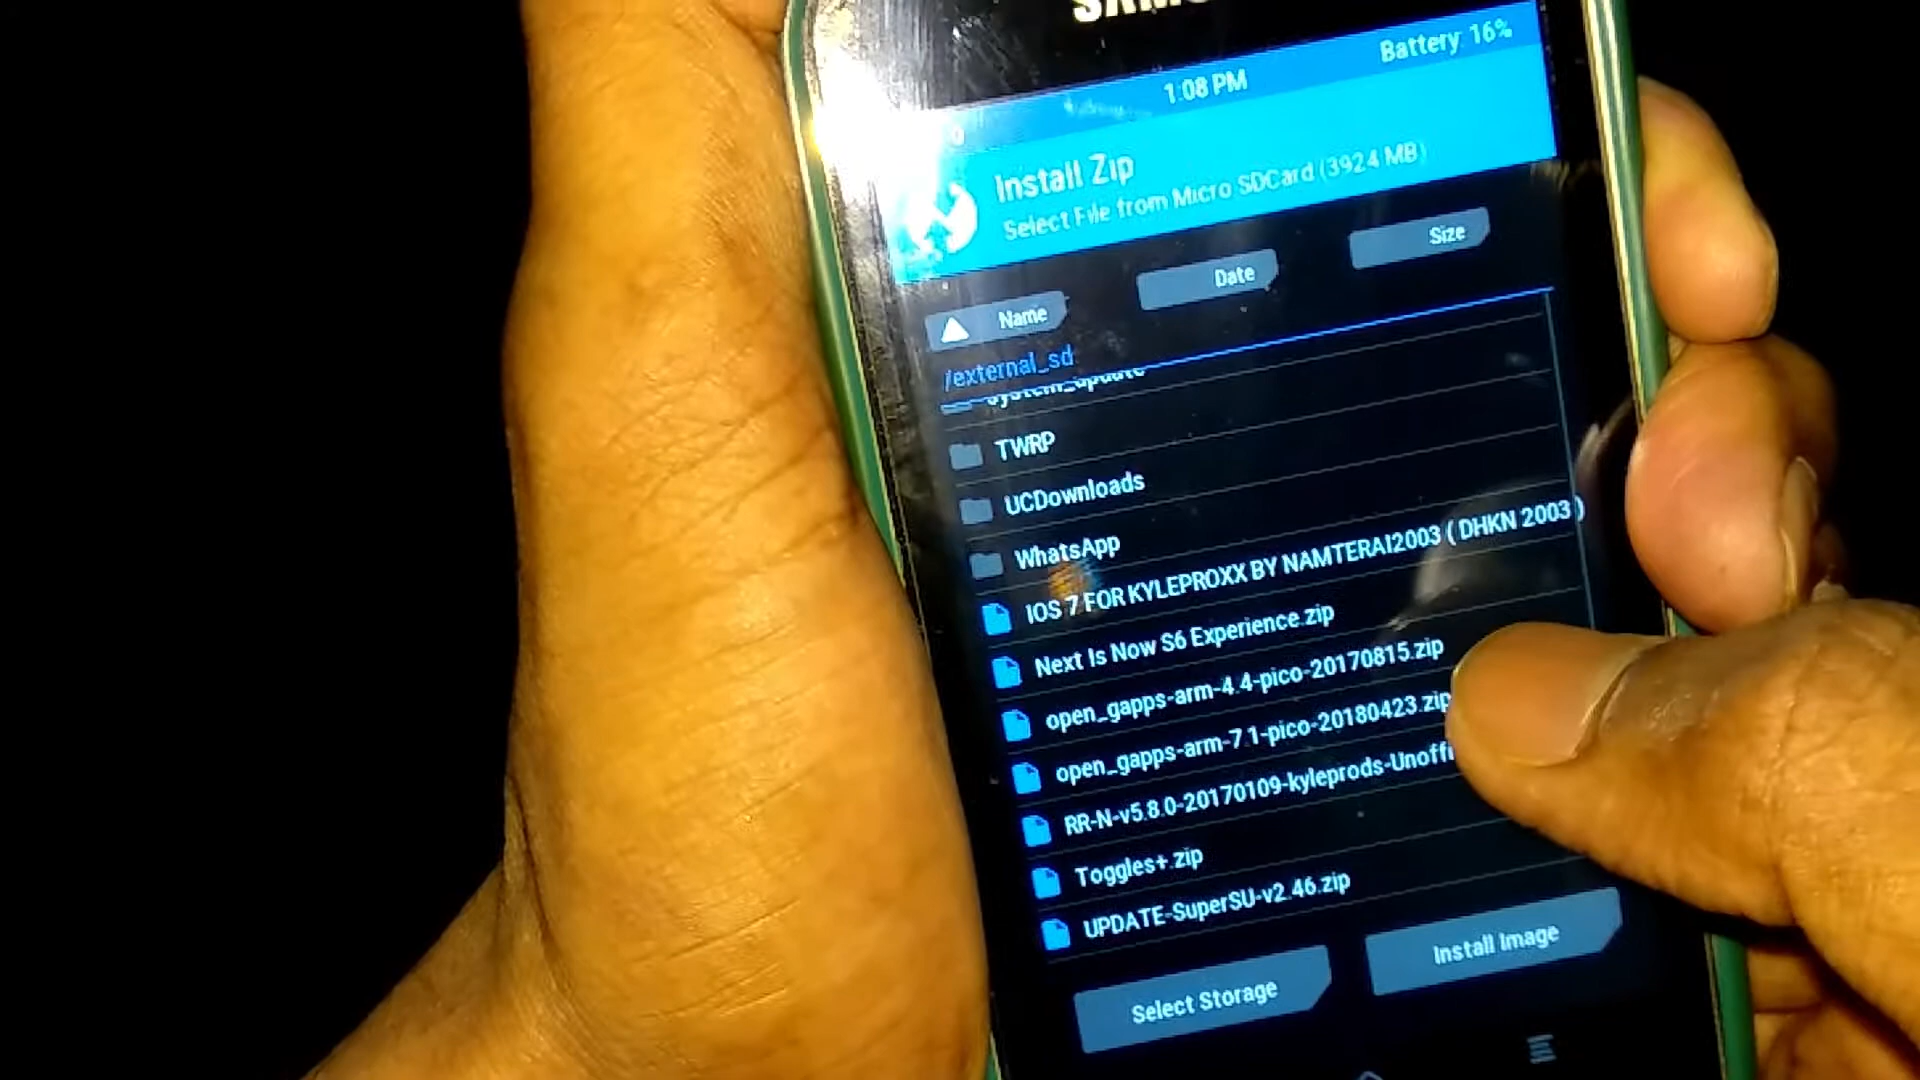 Battery: 16%
1:08 PM
Install Zip
Select File from Micro SDCard (3924 MB)
Name
Date
Size
/external_sd
system_update
TWRP
UCDownloads
WhatsApp
IOS 7 FOR KYLEPROXX BY NAMTERAI2003 ( DHKN 2003 )
Next Is Now S6 Experience.zip
open_gapps-arm-4.4-pico-20170815.zip
open_gapps-arm-7.1-pico-20180423.zip
RR-N-v5.8.0-20170109-kyleprods-Unoffi
Toggles+.zip
UPDATE-SuperSU-v2.46.zip
Select Storage
Install Image